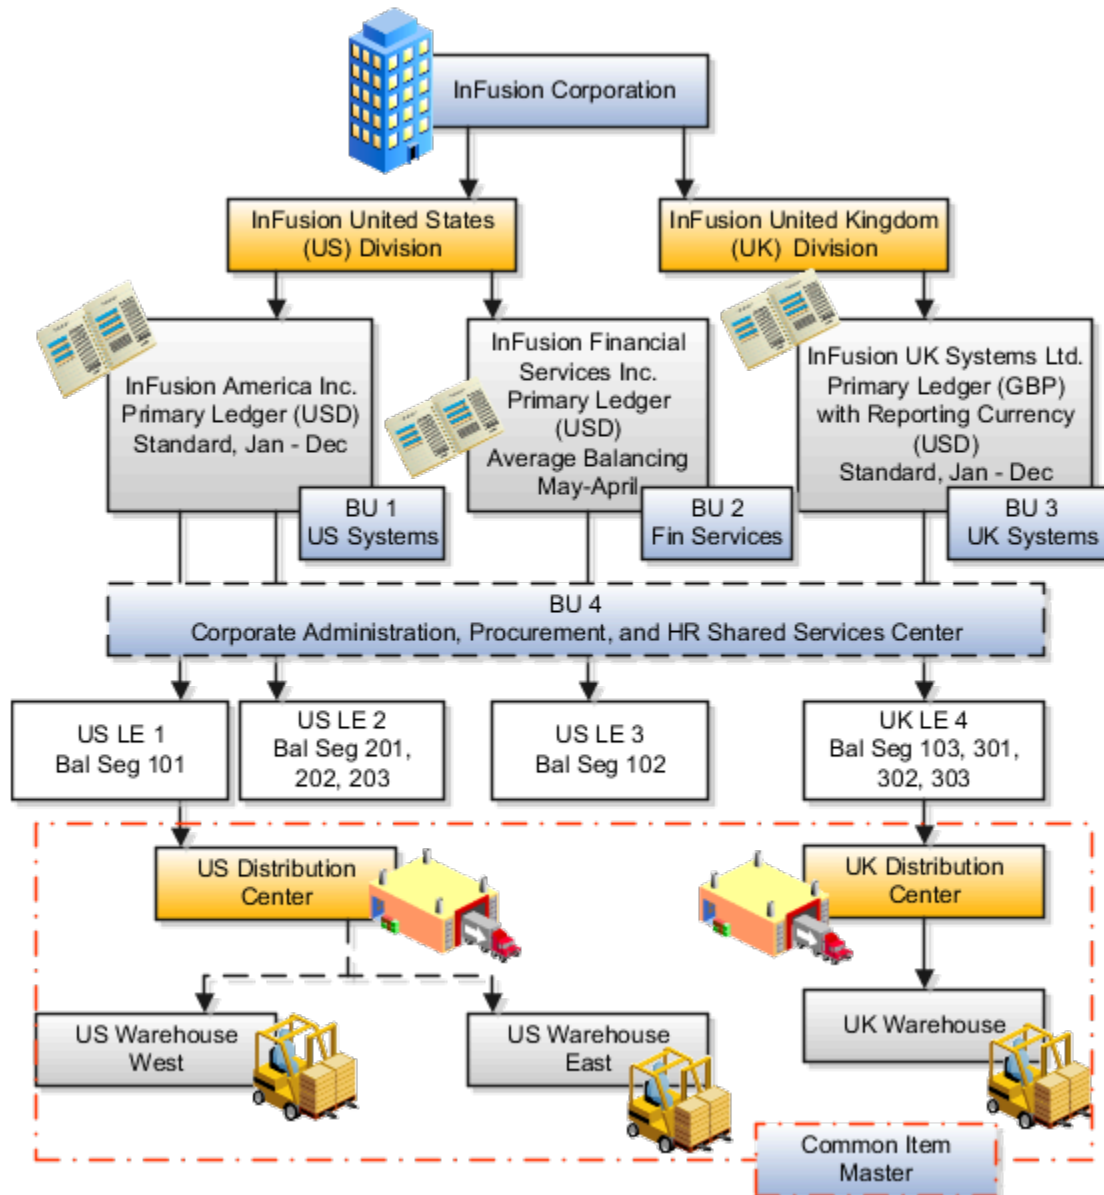 InFusion Corporation
InFusion United States
(US) Division
InFusion United Kingdom
(UK) Division
InFusion America Inc.
Primary Ledger (USD)
Standard, Jan - Dec
BU 1
US Systems
InFusion Financial
Services Inc.
Primary Ledger
(USD)
Average Balancing
May-April
BU 2
Fin Services
InFusion UK Systems Ltd.
Primary Ledger (GBP)
with Reporting Currency
(USD)
Standard, Jan - Dec
BU 3
UK Systems
BU 4
Corporate Administration, Procurement, and HR Shared Services Center
US LE 1
Bal Seg 101
US LE 2
Bal Seg 201,
202, 203
US LE 3
Bal Seg 102
UK LE 4
Bal Seg 103, 301,
302, 303
US Distribution
Center
UK Distribution
Center
US Warehouse
West
US Warehouse
East
UK Warehouse
Common Item
Master